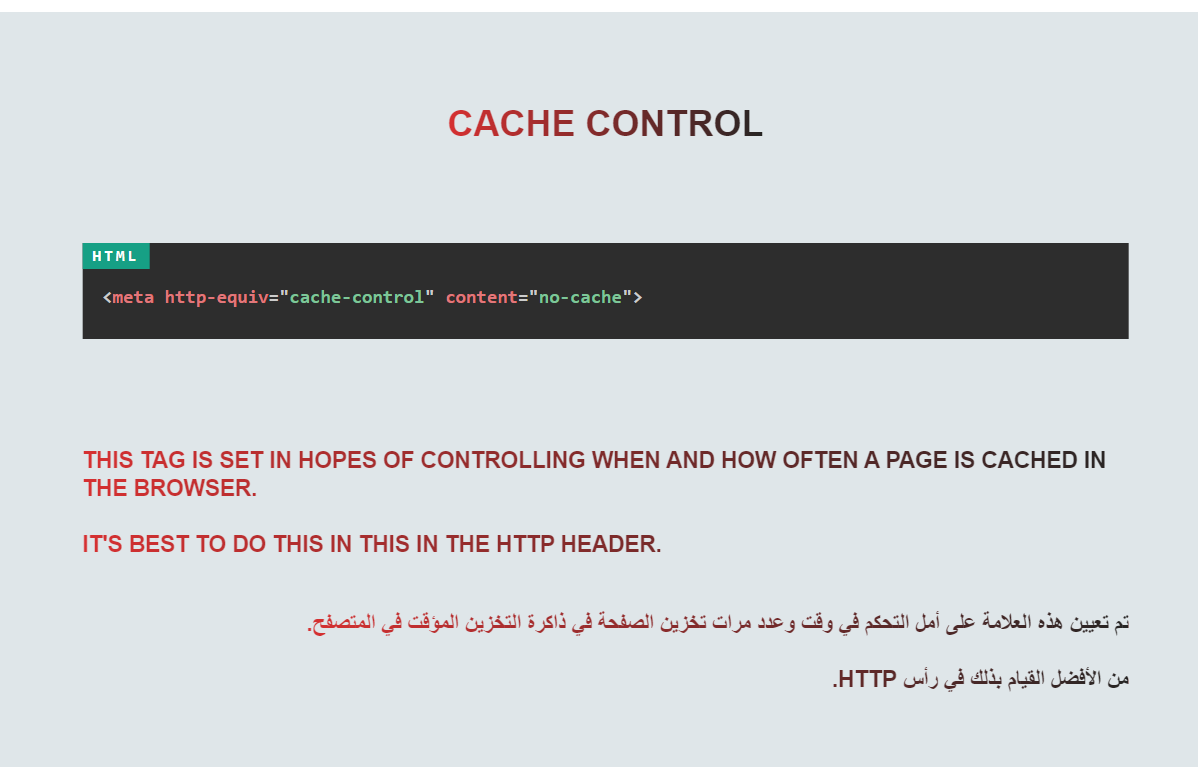 CACHE CONTROL
HTML
<meta http-equiv="cache-control" content="no-cache">
THIS TAG IS SET IN HOPES OF CONTROLLING WHEN AND HOW OFTEN A PAGE IS CACHED IN
THE BROWSER.
IT'S BEST TO DO THIS IN THIS IN THE HTTP HEADER.
تم تعيين هذه العلامة على أمل التحكم في وقت وعدد مرات تخزين الصفحة في ذاكرة التخزين المؤقت في المتصفح.
من الأفضل القيام بذلك في رأس HTTP.